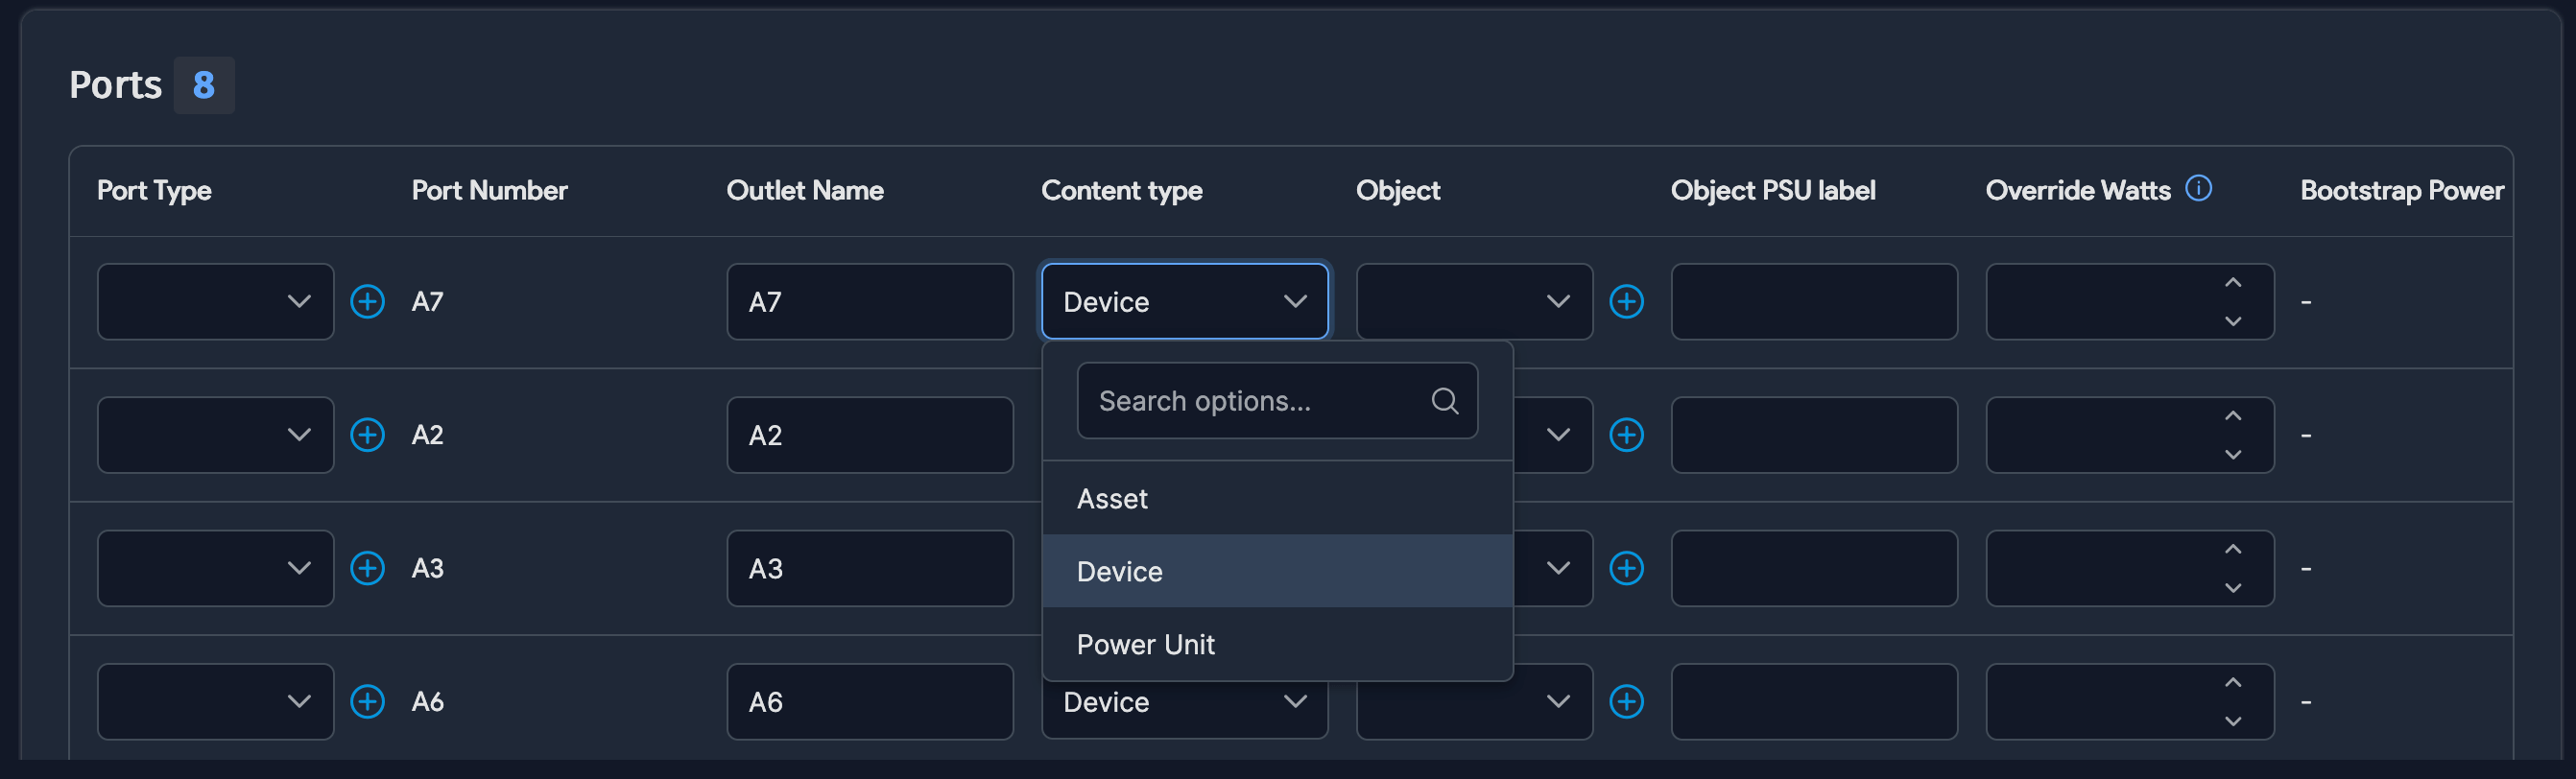 Ports 8
Port Type Port Number Outlet Name Content type Object Object PSU label Override Watts Bootstrap Power
A7 A7 Device -
Search options...
A2 A2 -
Asset
Device
A3 A3 -
Power Unit
A6 A6 Device -